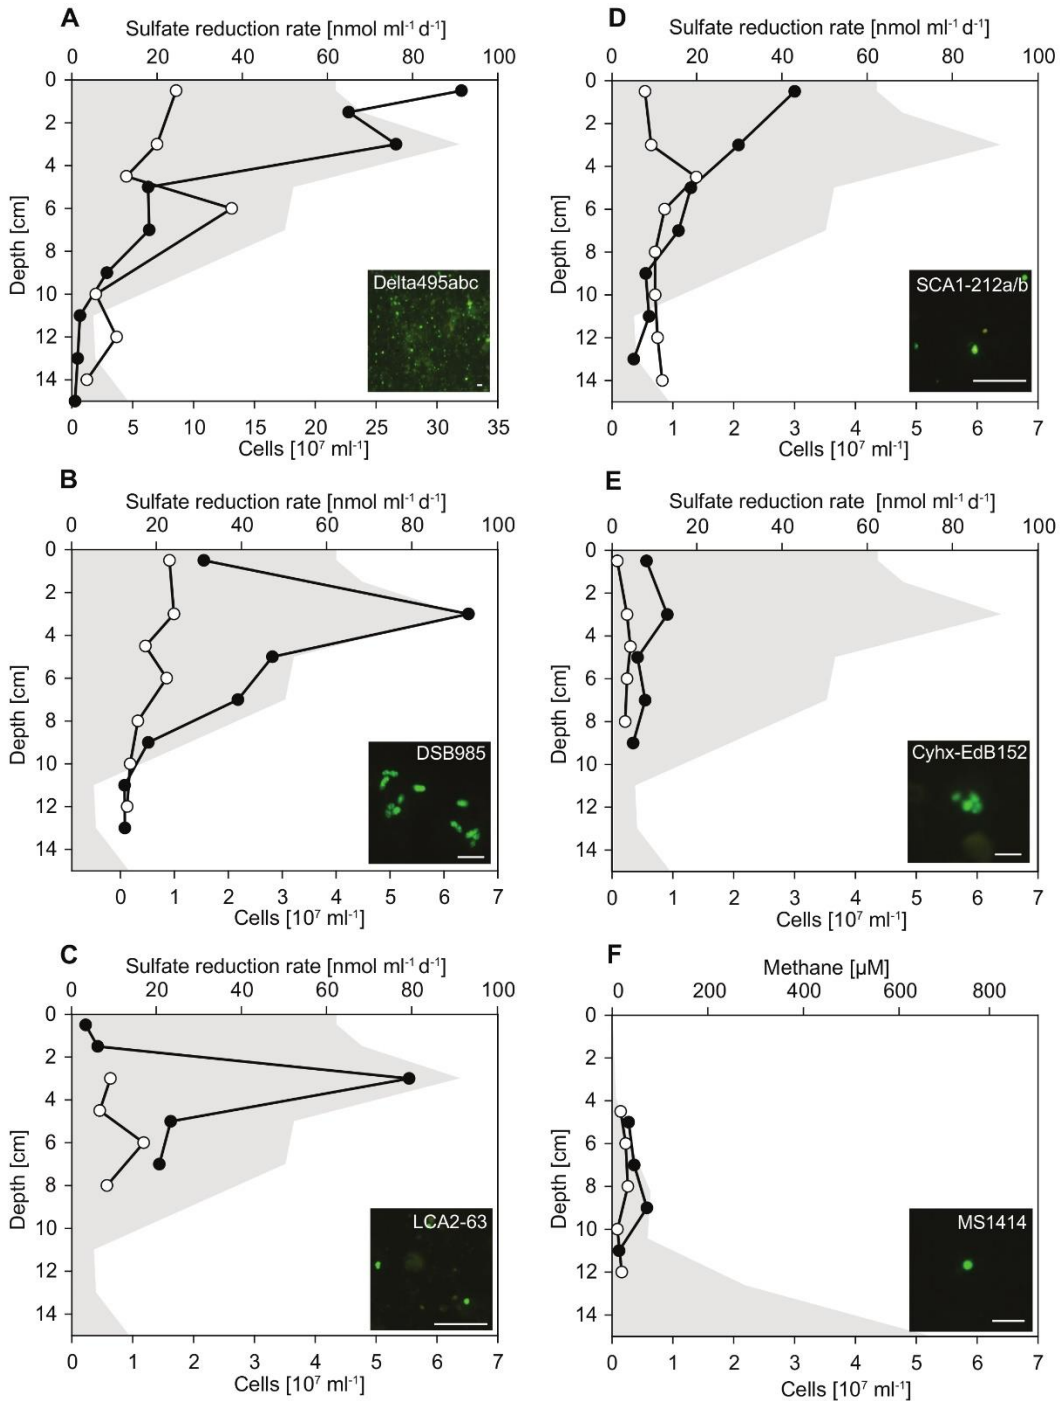 A
Sulfate reduction rate [nmol ml⁻¹ d⁻¹]
0 20 40 60 80 100
0
2
4
6
8
10
12
14
Depth [cm]
Delta495abc
0 5 10 15 20 25 30 35
Cells [10⁷ ml⁻¹]
B
Sulfate reduction rate [nmol ml⁻¹ d⁻¹]
0 20 40 60 80 100
0
2
4
6
8
10
12
14
Depth [cm]
DSB985
0 1 2 3 4 5 6 7
Cells [10⁷ ml⁻¹]
C
Sulfate reduction rate [nmol ml⁻¹ d⁻¹]
0 20 40 60 80 100
0
2
4
6
8
10
12
14
Depth [cm]
LCA2-63
0 1 2 3 4 5 6 7
Cells [10⁷ ml⁻¹]
D
Sulfate reduction rate [nmol ml⁻¹ d⁻¹]
0 20 40 60 80 100
0
2
4
6
8
10
12
14
Depth [cm]
SCA1-212a/b
0 1 2 3 4 5 6 7
Cells [10⁷ ml⁻¹]
E
Sulfate reduction rate [nmol ml⁻¹ d⁻¹]
0 20 40 60 80 100
0
2
4
6
8
10
12
14
Depth [cm]
Cyhx-EdB152
0 1 2 3 4 5 6 7
Cells [10⁷ ml⁻¹]
F
Methane [µM]
0 200 400 600 800
0
2
4
6
8
10
12
14
Depth [cm]
MS1414
0 1 2 3 4 5 6 7
Cells [10⁷ ml⁻¹]